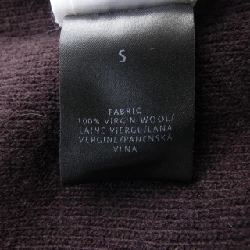 S
FABRIC
100% VIRGIN WOOL/
LAINE VIERGE/LANA
VERGINE/PANENSKÁ
VLNA